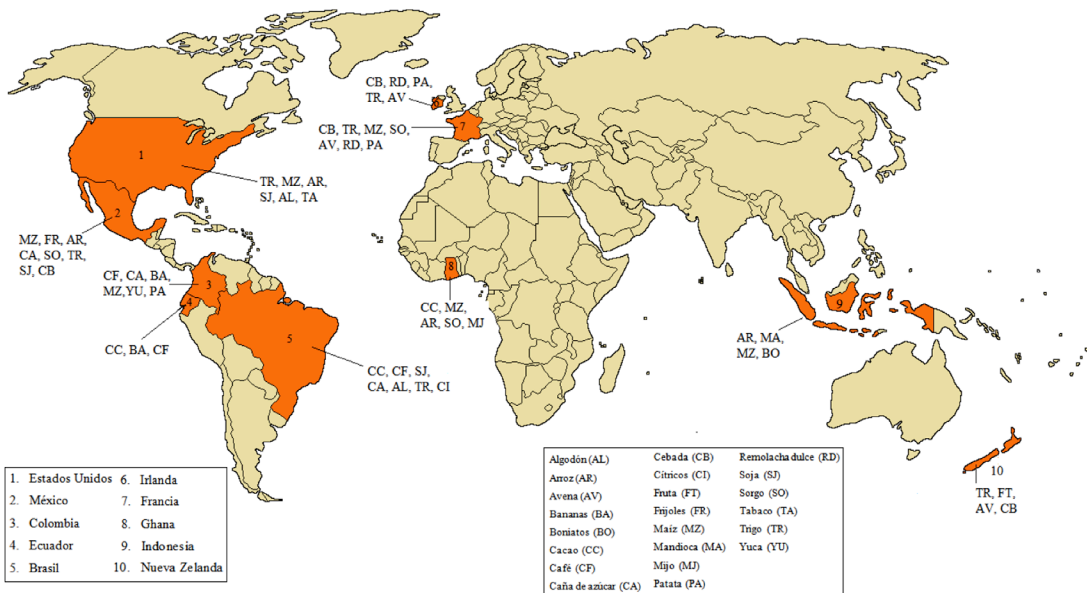 CB, RD, PA,
TR, AV
6
7
CB, TR, MZ, SO,
AV, RD, PA
1
TR, MZ, AR,
SJ, AL, TA
2
MZ, FR, AR,
CA, SO, TR,
SJ, CB
CF, CA, BA,
MZ,YU, PA
3
4
CC, BA, CF
5
CC, CF, SJ,
CA, AL, TR, CI
8
CC, MZ,
AR, SO, MJ
9
AR, MA,
MZ, BO
10
TR, FT,
AV, CB
1. Estados Unidos
2. México
3. Colombia
4. Ecuador
5. Brasil
6. Irlanda
7. Francia
8. Ghana
9. Indonesia
10. Nueva Zelanda
Algodón (AL)
Arroz (AR)
Avena (AV)
Bananas (BA)
Boniatos (BO)
Cacao (CC)
Café (CF)
Caña de azúcar (CA)
Cebada (CB)
Cítricos (CI)
Fruta (FT)
Frijoles (FR)
Maíz (MZ)
Mandioca (MA)
Mijo (MJ)
Patata (PA)
Remolacha dulce (RD)
Soja (SJ)
Sorgo (SO)
Tabaco (TA)
Trigo (TR)
Yuca (YU)